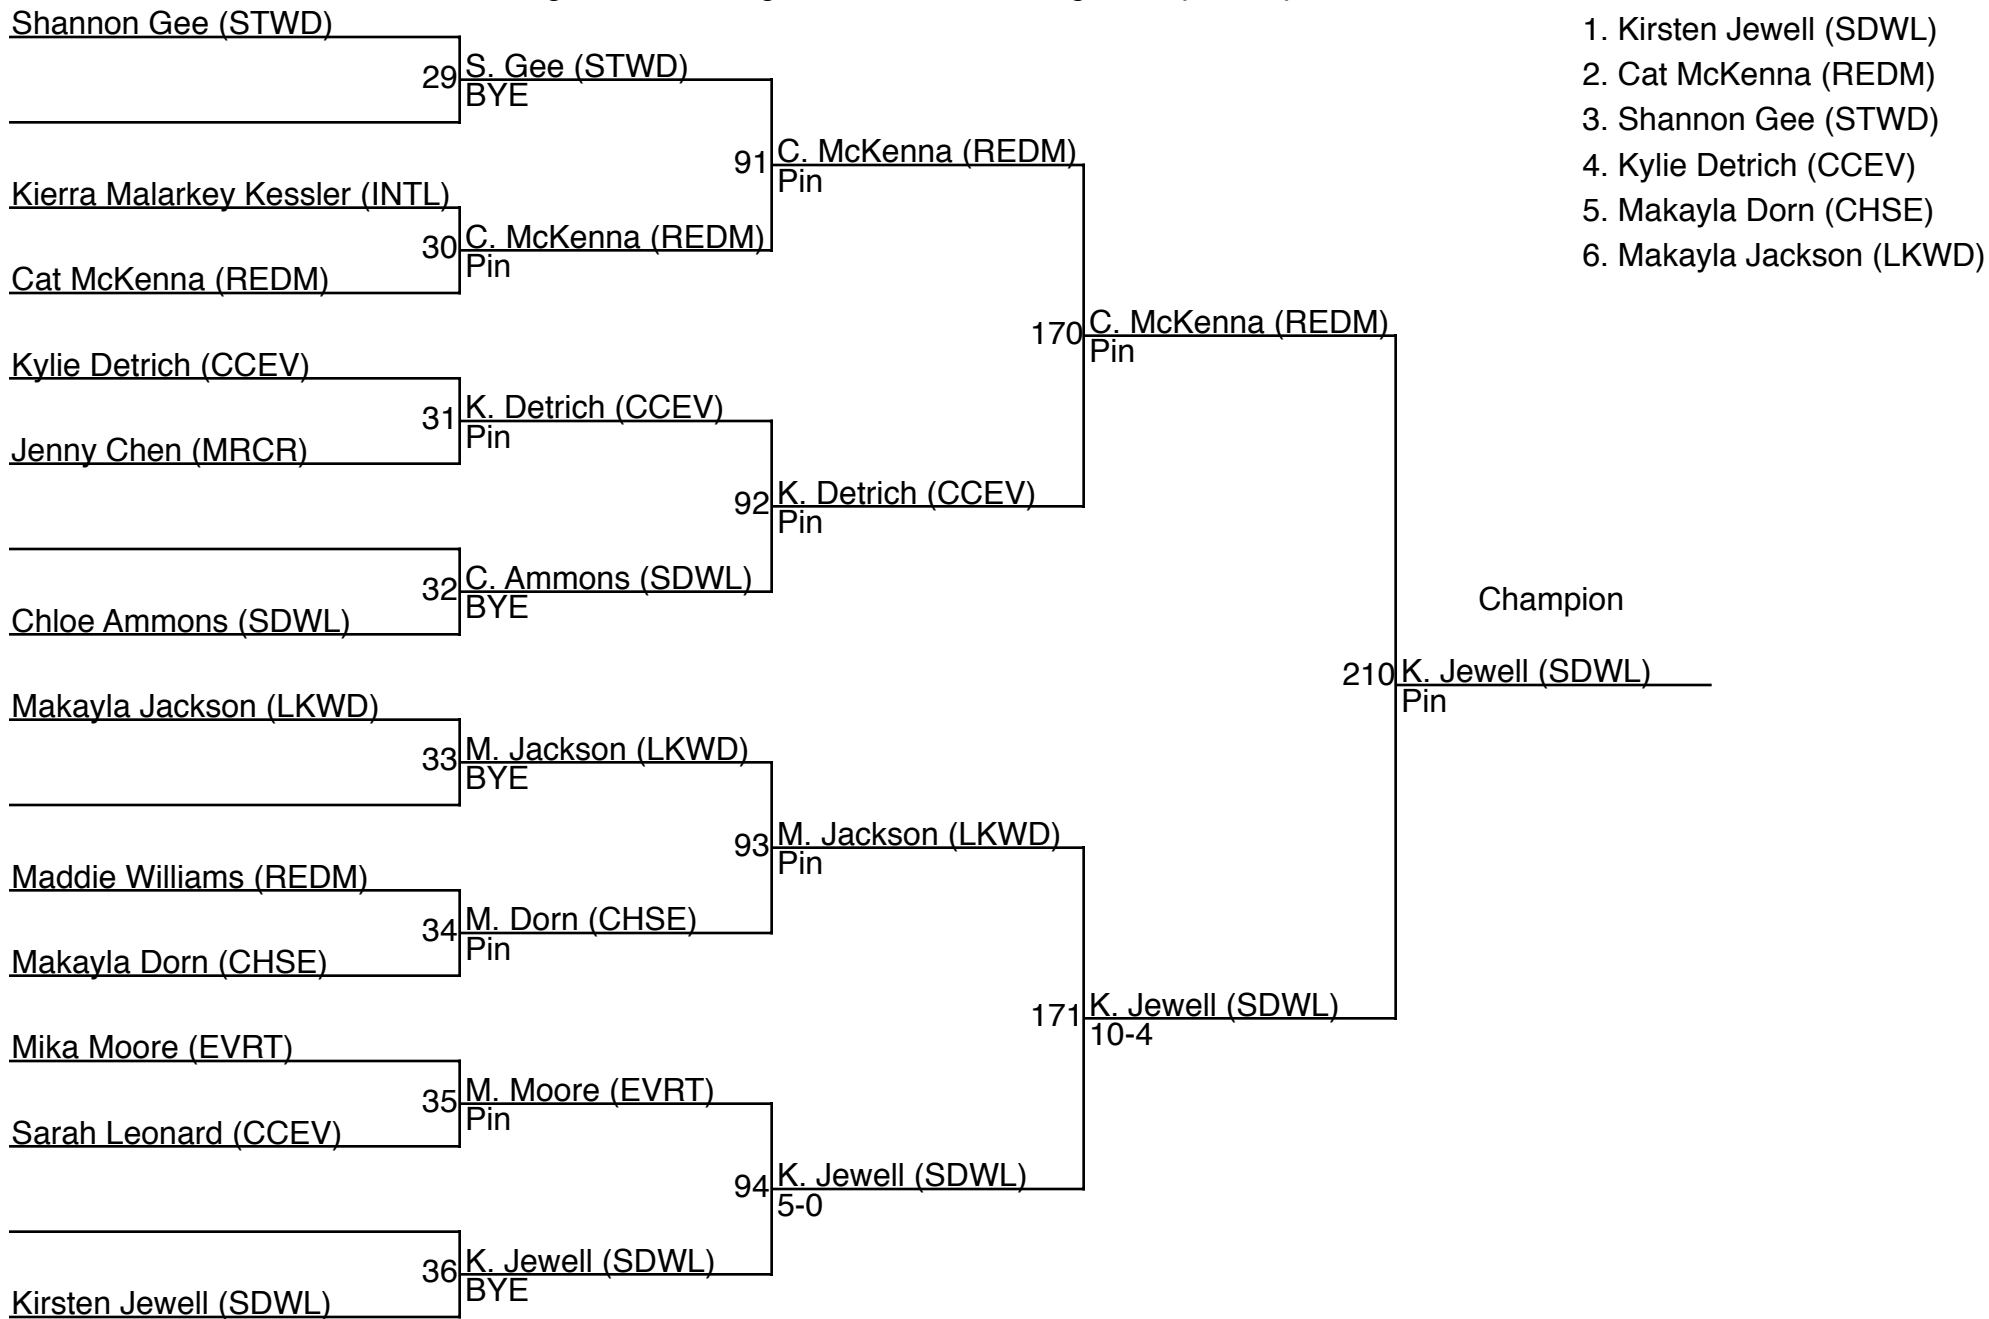 Shannon Gee (STWD)
29
S. Gee (STWD)
BYE
91
C. McKenna (REDM)
Pin
Kierra Malarkey Kessler (INTL)
30
C. McKenna (REDM)
Pin
Cat McKenna (REDM)
170
C. McKenna (REDM)
Pin
Kylie Detrich (CCEV)
31
K. Detrich (CCEV)
Pin
Jenny Chen (MRCR)
92
K. Detrich (CCEV)
Pin
32
C. Ammons (SDWL)
BYE
Chloe Ammons (SDWL)
Champion
210
K. Jewell (SDWL)
Pin
Makayla Jackson (LKWD)
33
M. Jackson (LKWD)
BYE
93
M. Jackson (LKWD)
Pin
Maddie Williams (REDM)
34
M. Dorn (CHSE)
Pin
Makayla Dorn (CHSE)
171
K. Jewell (SDWL)
10-4
Mika Moore (EVRT)
35
M. Moore (EVRT)
Pin
Sarah Leonard (CCEV)
94
K. Jewell (SDWL)
5-0
36
K. Jewell (SDWL)
BYE
Kirsten Jewell (SDWL)
1. Kirsten Jewell (SDWL)
2. Cat McKenna (REDM)
3. Shannon Gee (STWD)
4. Kylie Detrich (CCEV)
5. Makayla Dorn (CHSE)
6. Makayla Jackson (LKWD)